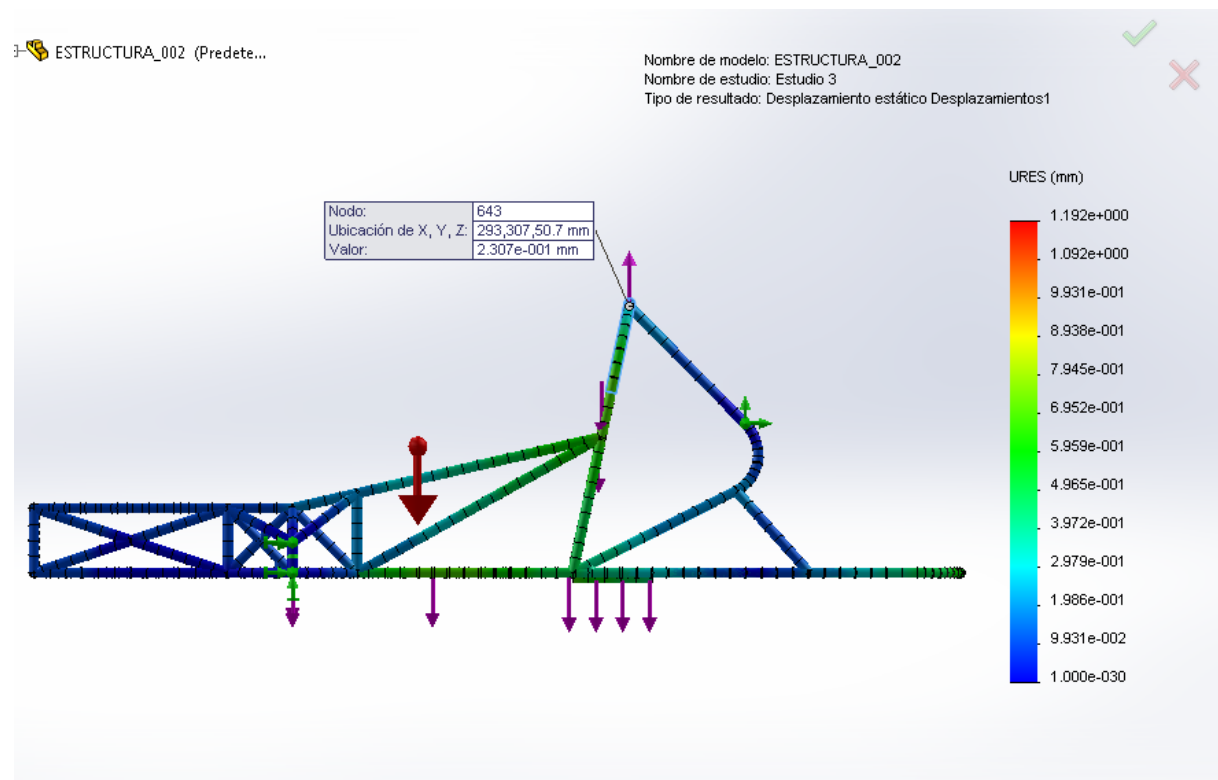 ESTRUCTURA_002 (Predete...
Nombre de modelo: ESTRUCTURA_002
Nombre de estudio: Estudio 3
Tipo de resultado: Desplazamiento estático Desplazamientos1
Nodo: 643
Ubicación de X, Y, Z: 293,307,50.7 mm
Valor: 2.307e-001 mm
URES (mm)
1.192e+000
1.092e+000
9.931e-001
8.938e-001
7.945e-001
6.952e-001
5.959e-001
4.965e-001
3.972e-001
2.979e-001
1.986e-001
9.931e-002
1.000e-030